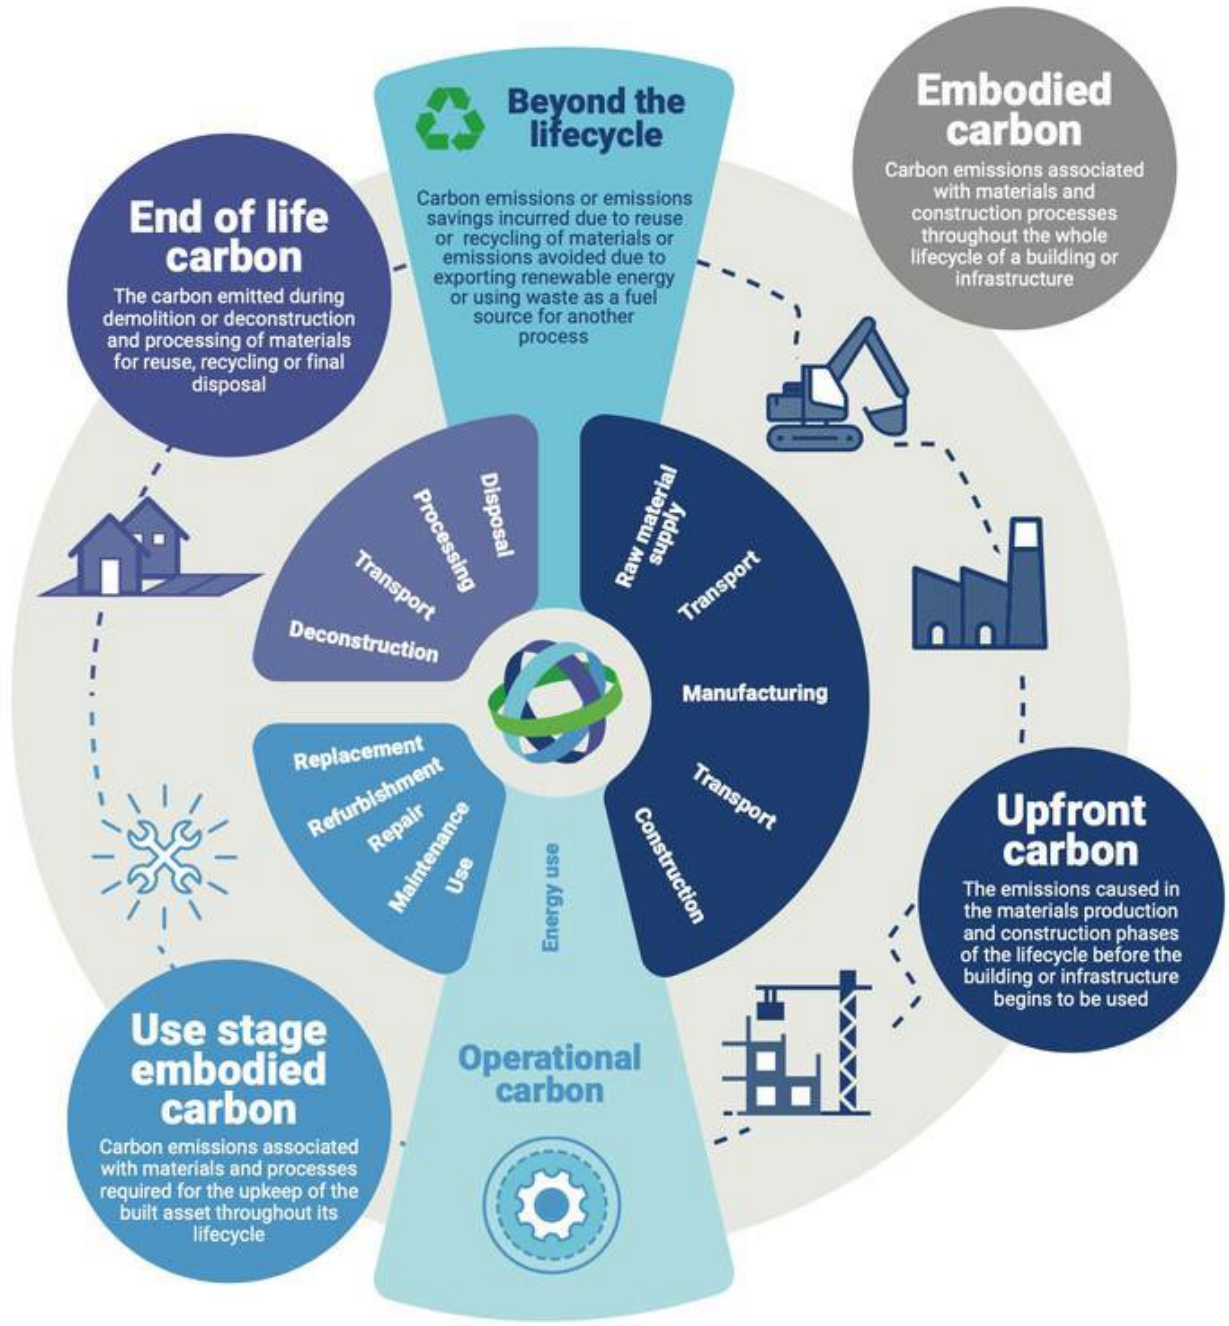 Beyond the
lifecycle
Carbon emissions or emissions
savings incurred due to reuse
or recycling of materials or
emissions avoided due to
exporting renewable energy
or using waste as a fuel
source for another
process
Embodied
carbon
Carbon emissions associated
with materials and
construction processes
throughout the whole
lifecycle of a building or
infrastructure
End of life
carbon
The carbon emitted during
demolition or deconstruction
and processing of materials
for reuse, recycling or final
disposal
Disposal
Processing
Transport
Deconstruction
Raw material
supply
Transport
Manufacturing
Transport
Construction
Replacement
Refurbishment
Repair
Maintenance
Use
Energy use
Upfront
carbon
The emissions caused in
the materials production
and construction phases
of the lifecycle before the
building or infrastructure
begins to be used
Use stage
embodied
carbon
Carbon emissions associated
with materials and processes
required for the upkeep of the
built asset throughout its
lifecycle
Operational
carbon